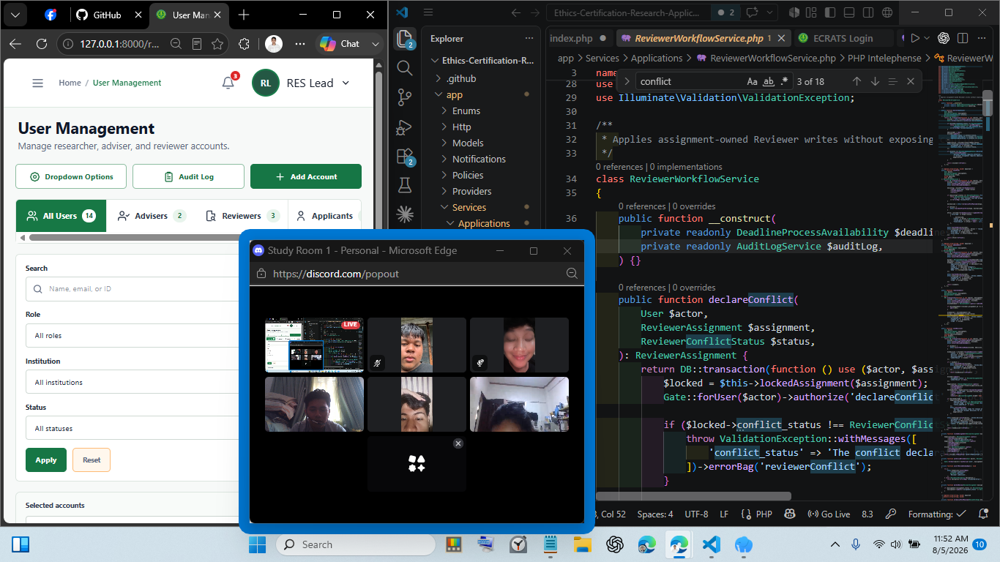 GitHub
User Man
127.0.0.1:8000/r...
Chat
Home / User Management
3
RL
RES Lead
User Management
Manage researcher, adviser, and reviewer accounts.
Dropdown Options
Audit Log
Add Account
All Users 14
Advisers 2
Reviewers 3
Applicants
Search
Name, email, or ID
Role
All roles
Institution
All institutions
Status
All statuses
Apply
Reset
Selected accounts
Study Room 1 - Personal - Microsoft Edge
https://discord.com/popout
LIVE
Ethics-Certification-Research-Applic...
2
2
2
Explorer
Ethics-Certification-R...
.github
app
Enums
Http
Models
Notifications
Policies
Providers
Services
Applications
index.php
ReviewerWorkflowService.php 1
ECRATS Login
app > Services > Applications > ReviewerWorkflowService.php > PHP Intelephense > ReviewerW
conflict
Aa ab .*
3 of 18
3 nam
28 use
29 use Illuminate\Validation\ValidationException;
30
31 /**
32 * Applies assignment-owned Reviewer writes without exposing
33 */
0 references | 0 implementations
34 class ReviewerWorkflowService
35 {
0 references | 0 overrides
36 public function __construct(
private readonly DeadlineProcessAvailability $deadline
private readonly AuditLogService $auditLog,
) {}
0 references | 0 overrides
public function declareConflict(
User $actor,
ReviewerAssignment $assignment,
ReviewerConflictStatus $status,
): ReviewerAssignment {
return DB::transaction(function () use ($actor, $assig
$locked = $this->lockedAssignment($assignment);
Gate::forUser($actor)->authorize('declareConflict'
if ($locked->conflict_status !== ReviewerConflict
throw ValidationException::withMessages([
'conflict_status' => 'The conflict decla
])->errorBag('reviewerConflict');
}
, Col 52
Spaces: 4
UTF-8
LF
{} PHP
Go Live
8.3
Formatting:
Search
11:52 AM
8/5/2026
10